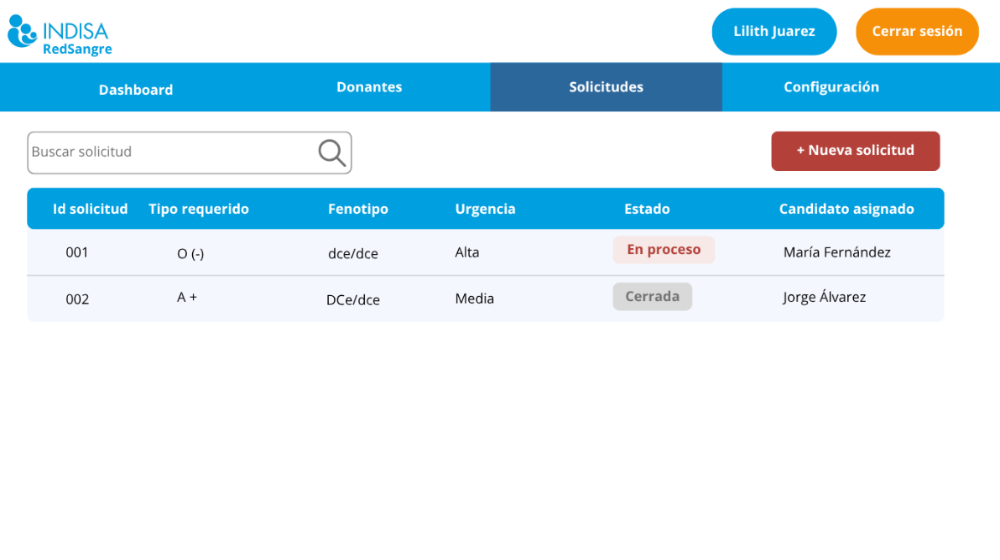 INDISA
RedSangre
Lilith Juarez
Cerrar sesión
Dashboard Donantes Solicitudes Configuración
Buscar solicitud
+ Nueva solicitud
Id solicitud Tipo requerido Fenotipo Urgencia Estado Candidato asignado
001 O (-) dce/dce Alta En proceso María Fernández
002 A + DCe/dce Media Cerrada Jorge Álvarez